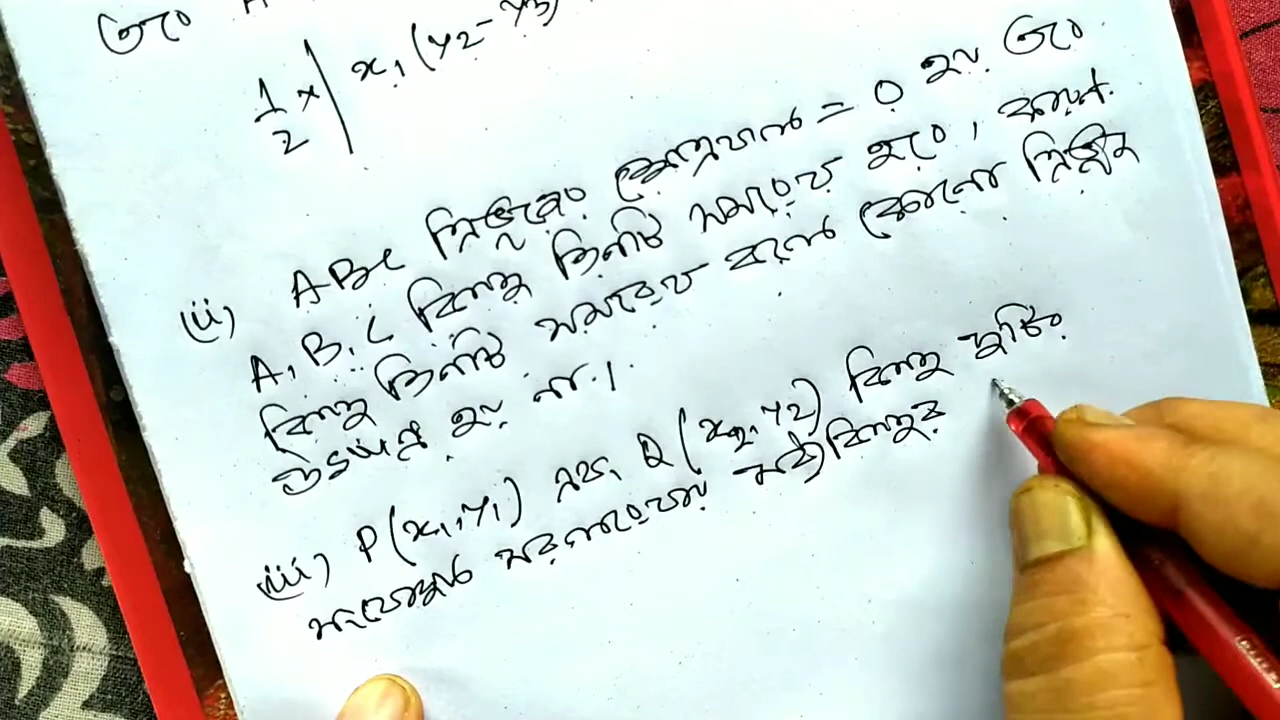 তবে A
1/2 × | x₁ (y₂ - y₃)
(ii) ABC ত্রিভুজের ক্ষেত্রফল = 0 হয় তবে
A, B, C বিন্দু তিনটি সমরেখ হবে, কারণ
বিন্দু তিনটি সমরেখ হলে কোনো ত্রিভুজ
উৎপন্ন হয় না।
(iii) P(x₁, y₁) এবং Q(x₂, y₂) বিন্দু দুটির
সংযোজক সরলরেখার মধ্যবিন্দুর